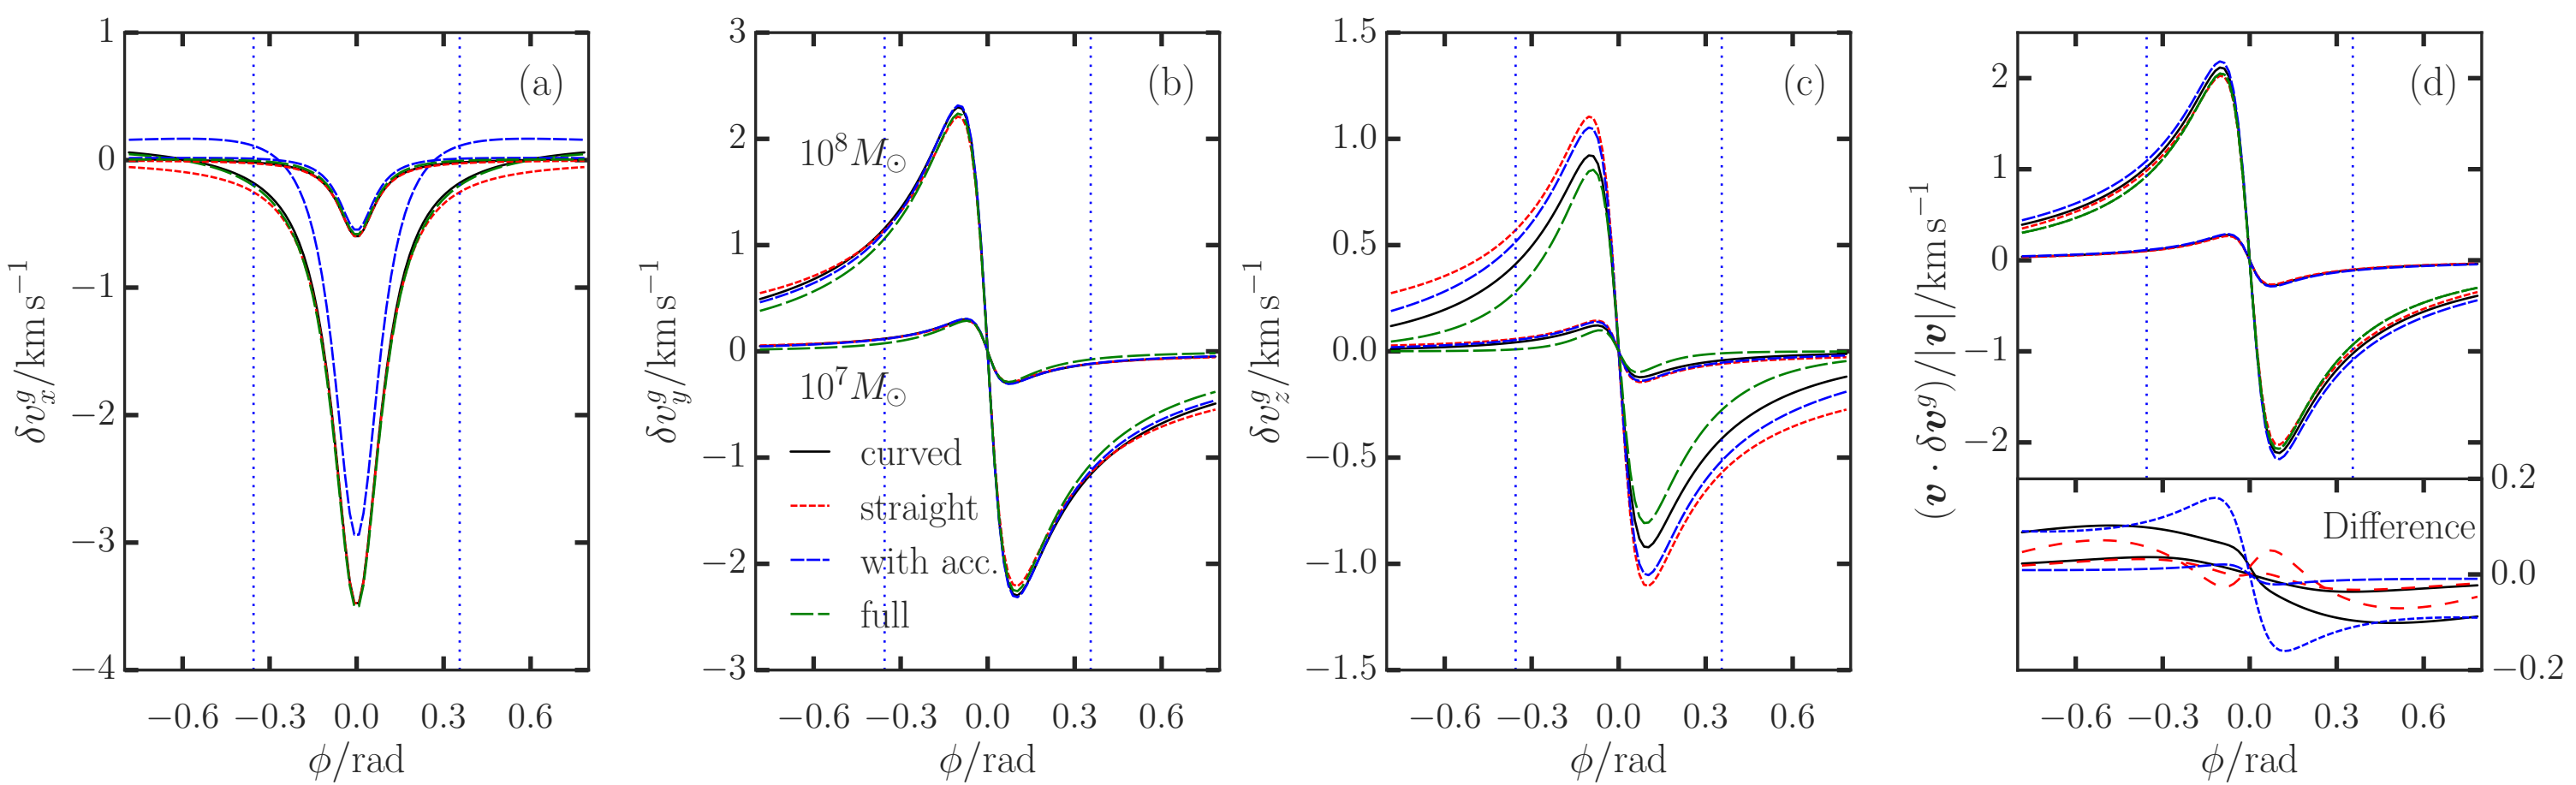 (a)
1
0
−1
−2
−3
−4
δv_x^g/km s^−1
−0.6 −0.3 0.0 0.3 0.6
ϕ/rad
(b)
3
2
1
0
−1
−2
−3
δv_y^g/km s^−1
10^8 M_⊙
10^7 M_⊙
curved
straight
with acc.
full
−0.6 −0.3 0.0 0.3 0.6
ϕ/rad
(c)
1.5
1.0
0.5
0.0
−0.5
−1.0
−1.5
δv_z^g/km s^−1
−0.6 −0.3 0.0 0.3 0.6
ϕ/rad
(d)
2
1
0
−1
−2
(v · δv^g)/|v|/km s^−1
0.2
Difference
0.0
−0.2
−0.6 −0.3 0.0 0.3 0.6
ϕ/rad